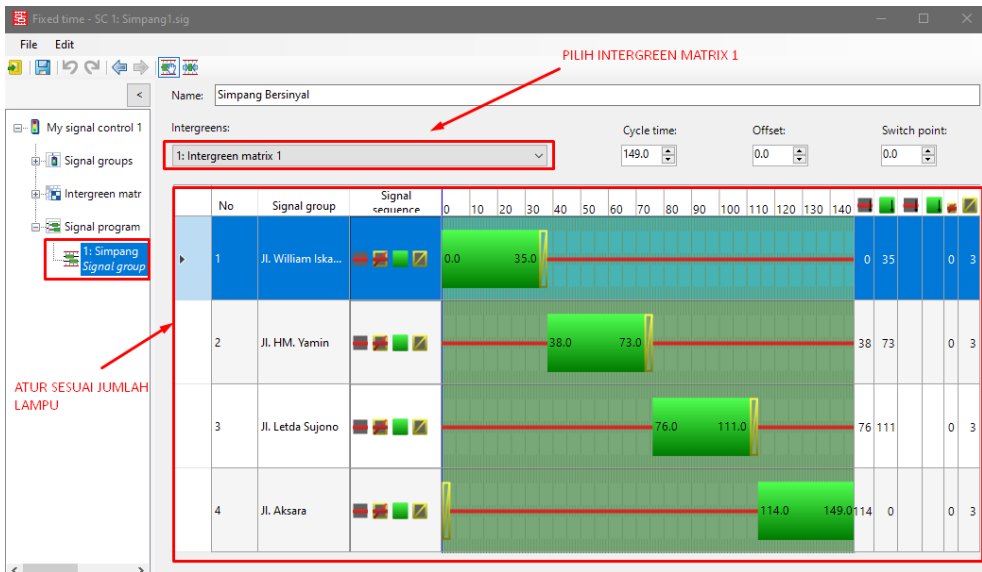 Fixed time - SC 1: Simpang1.sig
File Edit
PILIH INTERGREEN MATRIX 1
< Name: Simpang Bersinyal
My signal control 1
Signal groups
Intergreen matr
Signal program
1: Simpang
Signal group
Intergreens: Cycle time: Offset: Switch point:
1: Intergreen matrix 1 149.0 0.0 0.0
No Signal group Signal sequence 0 10 20 30 40 50 60 70 80 90 100 110 120 130 140
1 Jl. William Iska... 0.0 35.0 0 35 0 3
2 Jl. HM. Yamin 38.0 73.0 38 73 0 3
ATUR SESUAI JUMLAH
LAMPU
3 Jl. Letda Sujono 76.0 111.0 76 111 0 3
4 Jl. Aksara 114.0 149.0 114 0 0 3
< >